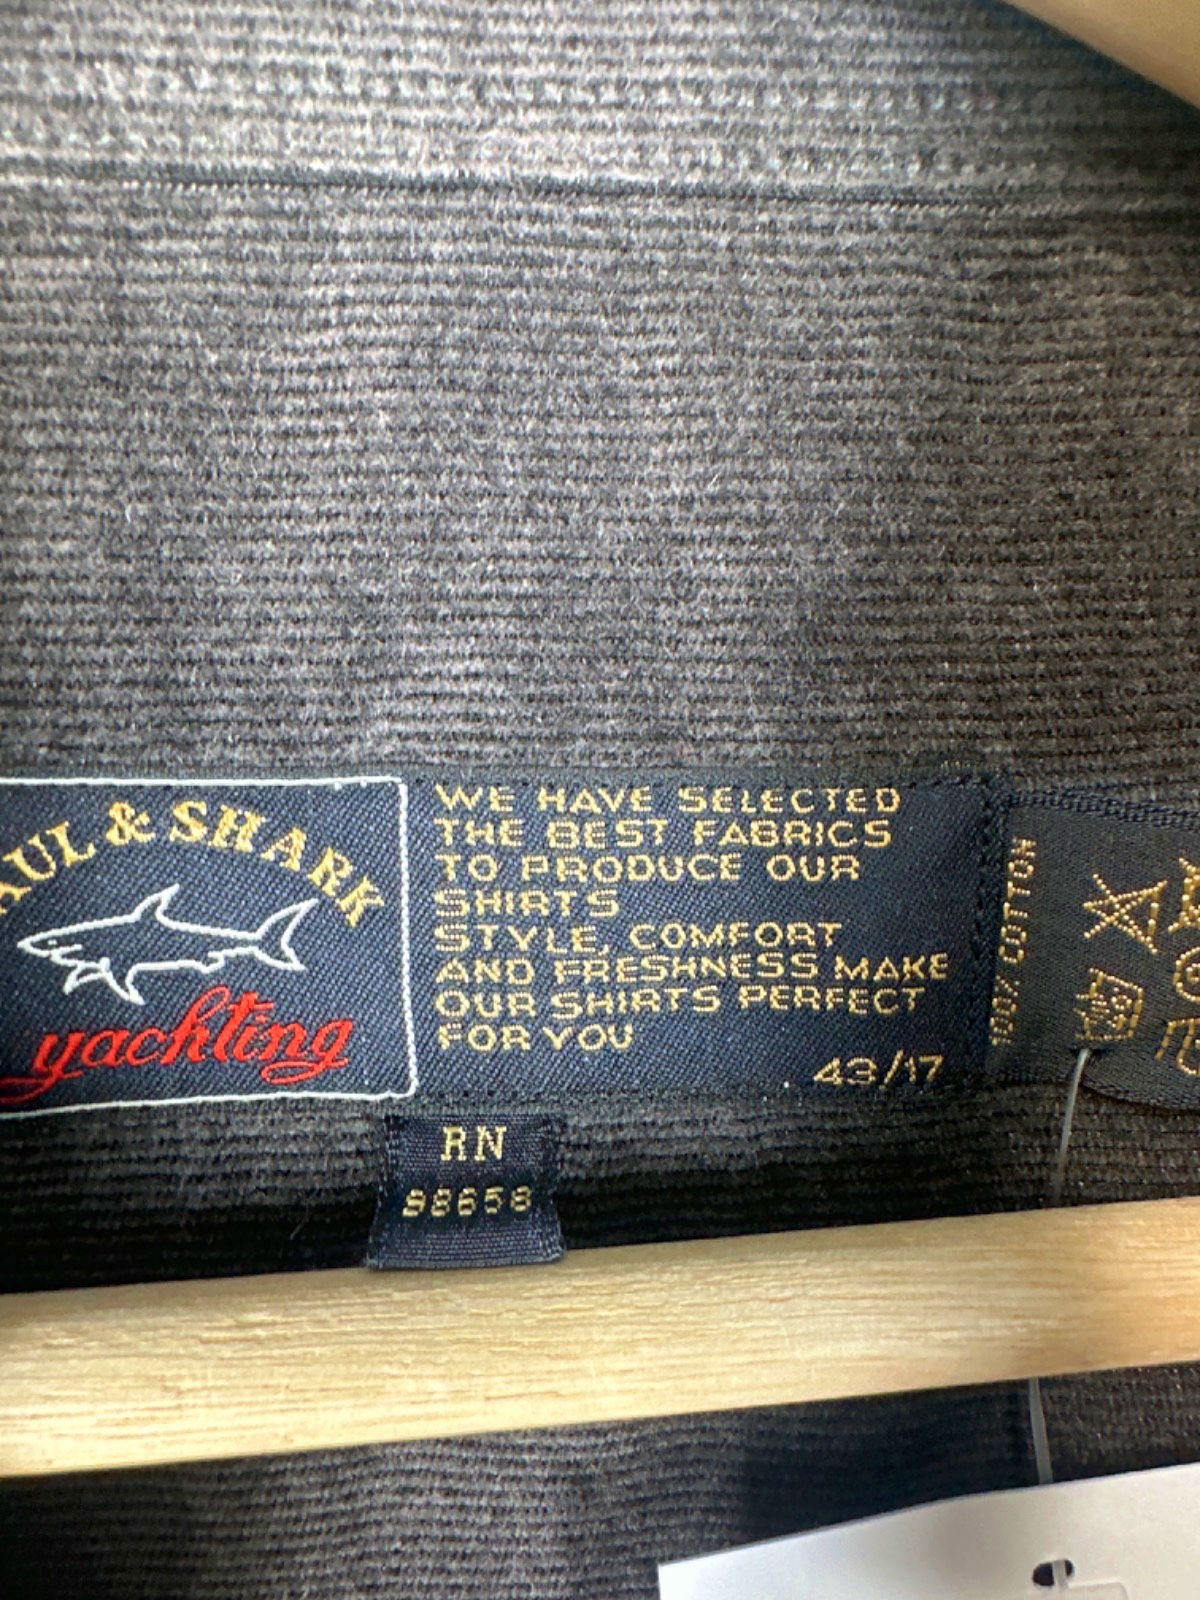 AUL & SHARK
yachting
WE HAVE SELECTED
THE BEST FABRICS
TO PRODUCE OUR
SHIRTS
STYLE, COMFORT
AND FRESHNESS MAKE
OUR SHIRTS PERFECT
FOR YOU
43/17
100% COTTON
RN
98658